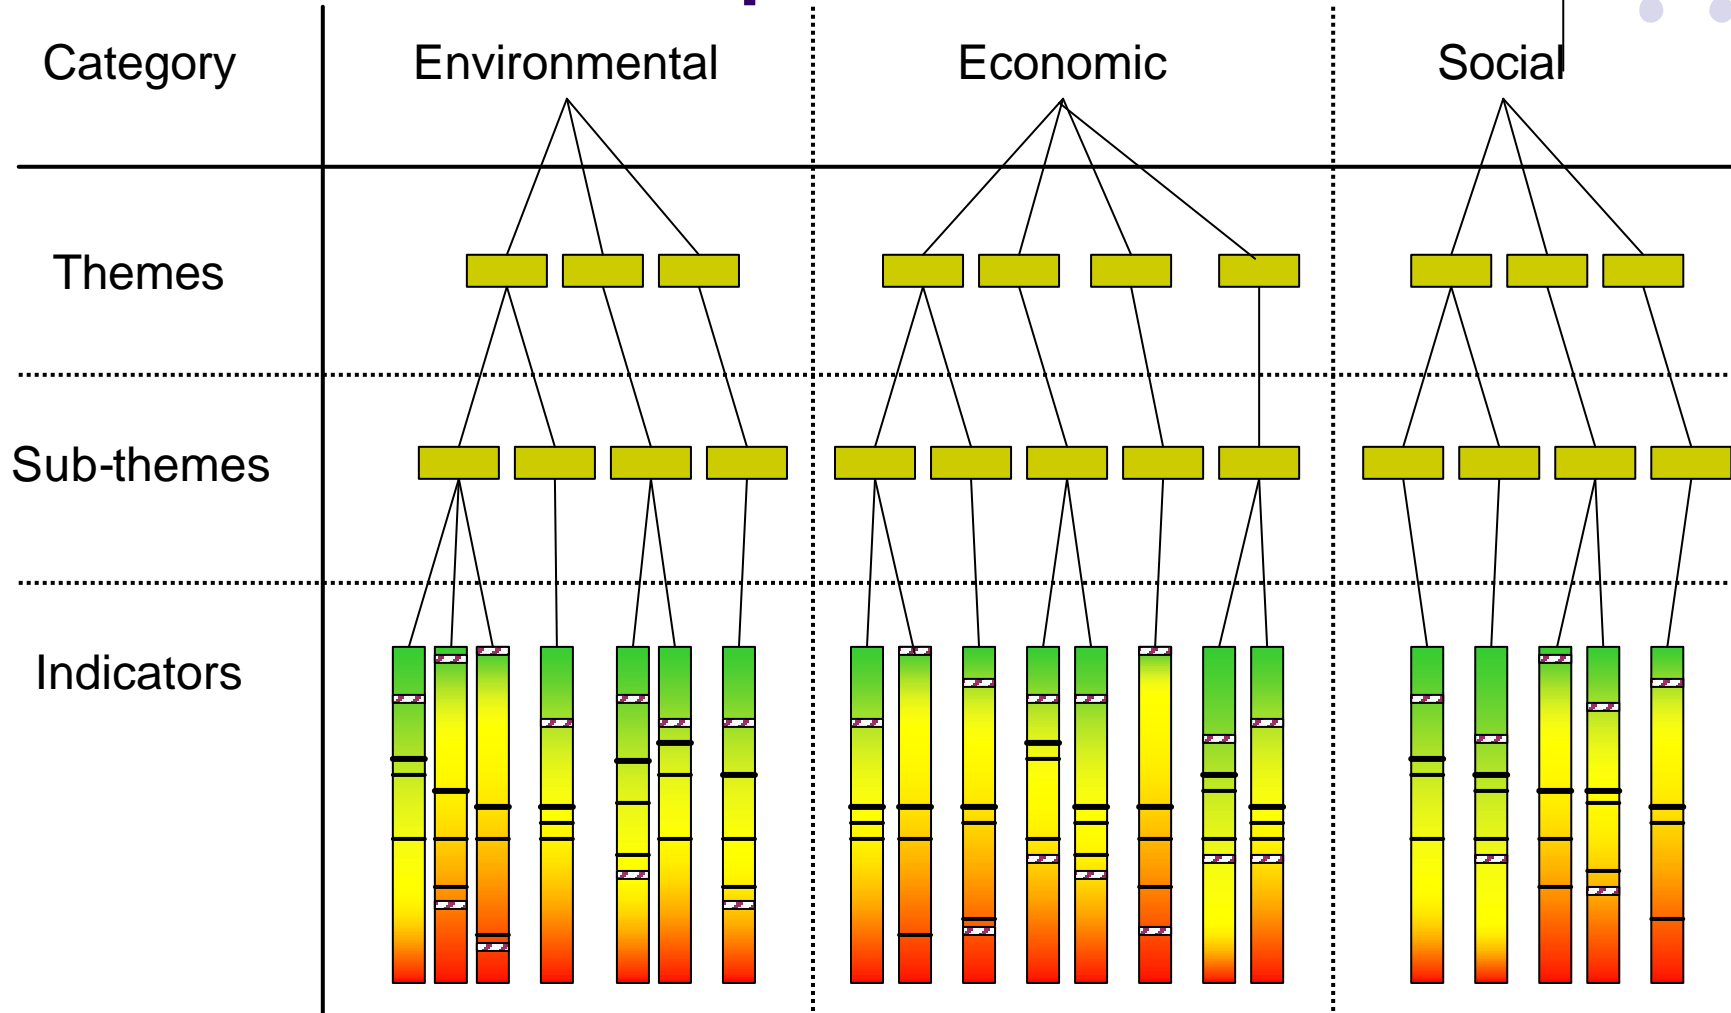 Category Environmental Economic Social
Themes
Sub-themes
Indicators